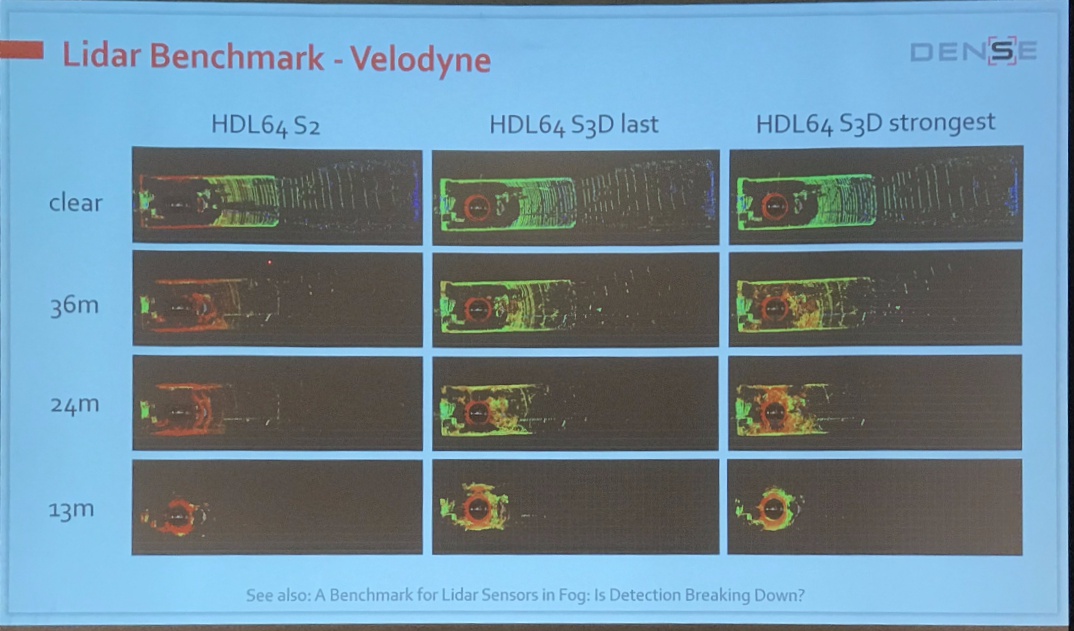 Lidar Benchmark - Velodyne
DENSE
HDL64 S2
HDL64 S3D last
HDL64 S3D strongest
clear
36m
24m
13m
See also: A Benchmark for Lidar Sensors in Fog: Is Detection Breaking Down?